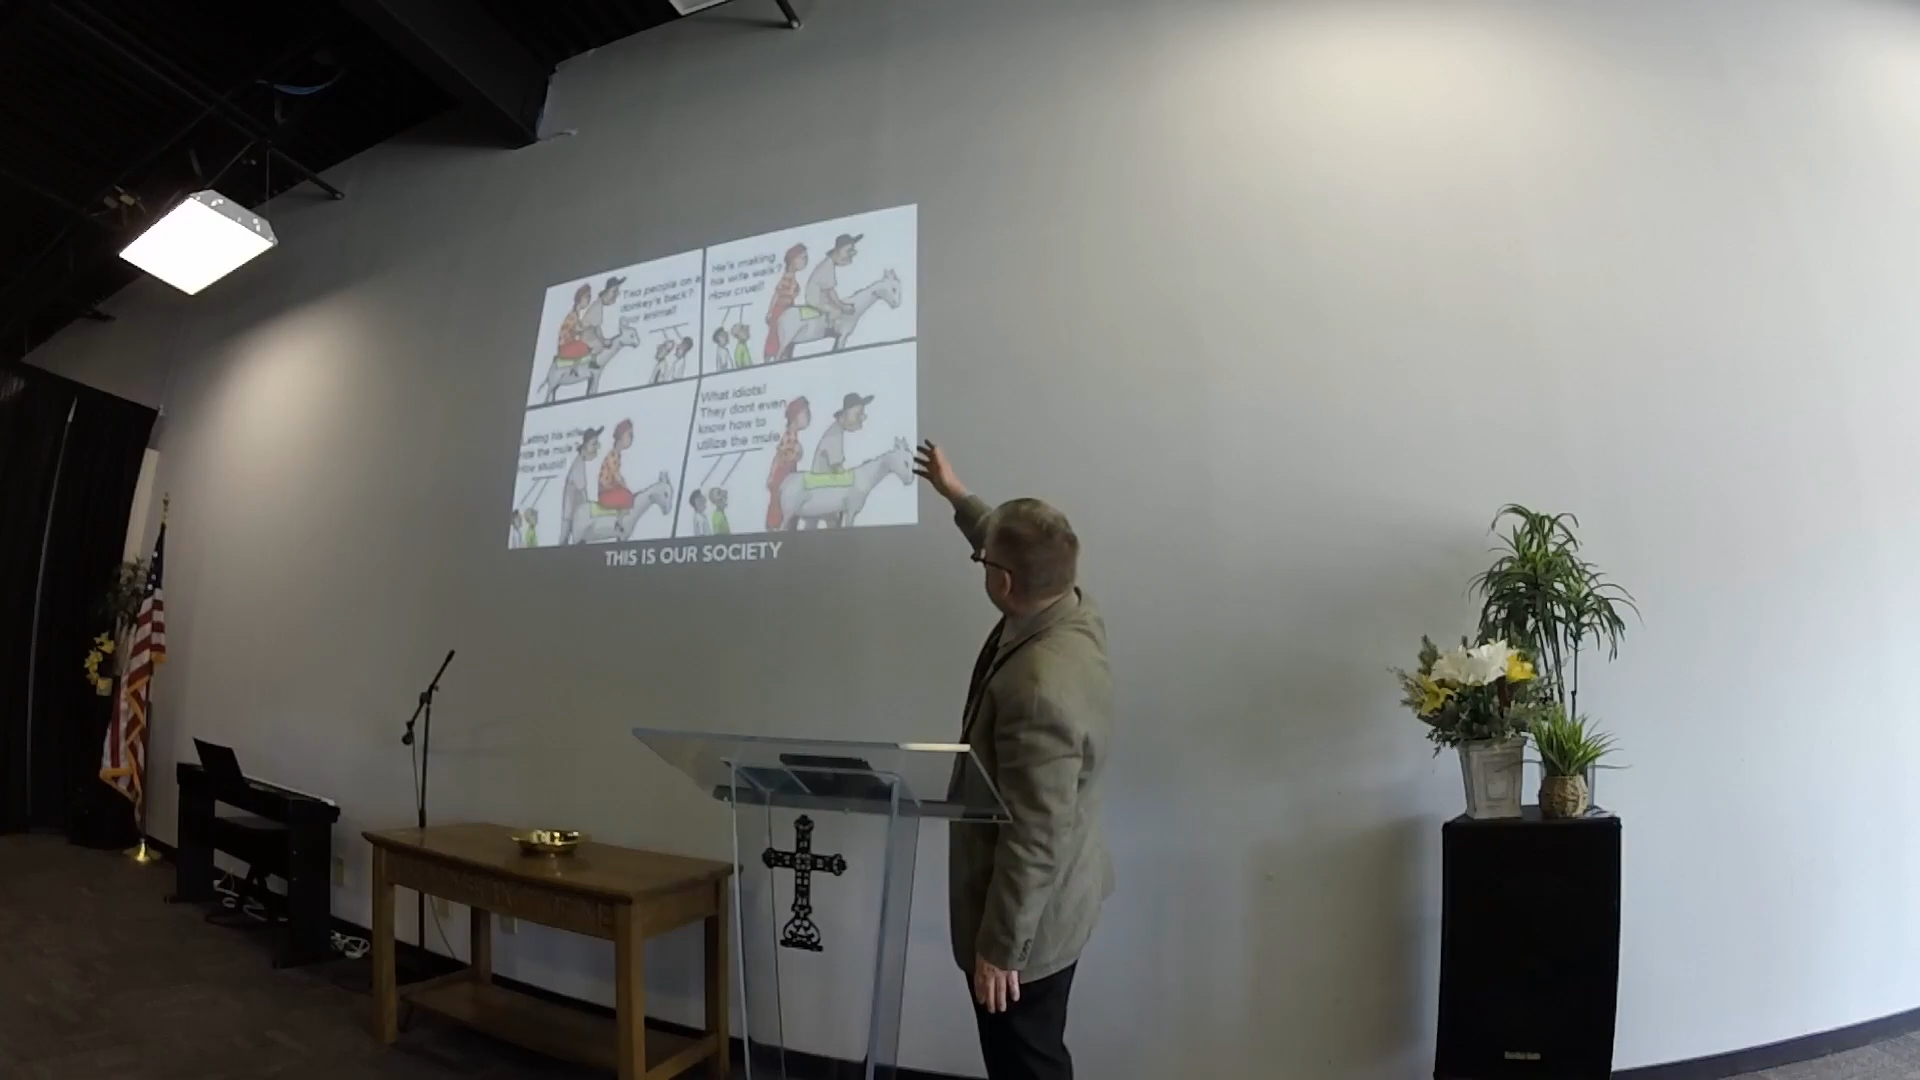 Two people on a
donkey's back?
Poor animal!
He's making
his wife walk?
How cruel!
Letting his wife
ride the mule?
How stupid!
What idiots!
They dont even
know how to
utilize the mule
THIS IS OUR SOCIETY